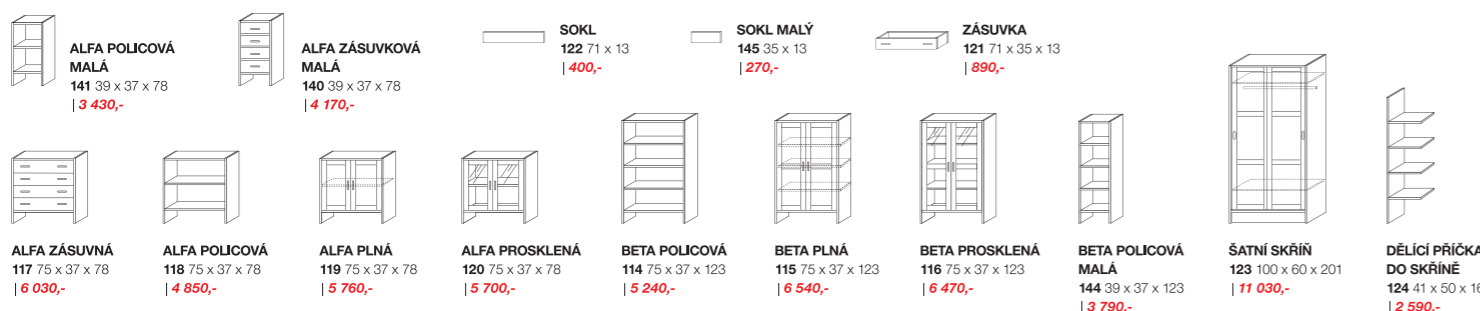 ALFA POLICOVÁ
MALÁ
141 39 x 37 x 78
| 3 430,-
ALFA ZÁSUVKOVÁ
MALÁ
140 39 x 37 x 78
| 4 170,-
SOKL
122 71 x 13
| 400,-
SOKL MALÝ
145 35 x 13
| 270,-
ZÁSUVKA
121 71 x 35 x 13
| 890,-
ALFA ZÁSUVNÁ
117 75 x 37 x 78
| 6 030,-
ALFA POLICOVÁ
118 75 x 37 x 78
| 4 850,-
ALFA PLNÁ
119 75 x 37 x 78
| 5 760,-
ALFA PROSKLENÁ
120 75 x 37 x 78
| 5 700,-
BETA POLICOVÁ
114 75 x 37 x 123
| 5 240,-
BETA PLNÁ
115 75 x 37 x 123
| 6 540,-
BETA PROSKLENÁ
116 75 x 37 x 123
| 6 470,-
BETA POLICOVÁ
MALÁ
144 39 x 37 x 123
| 3 790.-
ŠATNÍ SKŘÍŇ
123 100 x 60 x 201
| 11 030,-
DĚLÍCÍ PŘÍČKA
DO SKŘÍNĚ
124 41 x 50 x
| 2 590.-